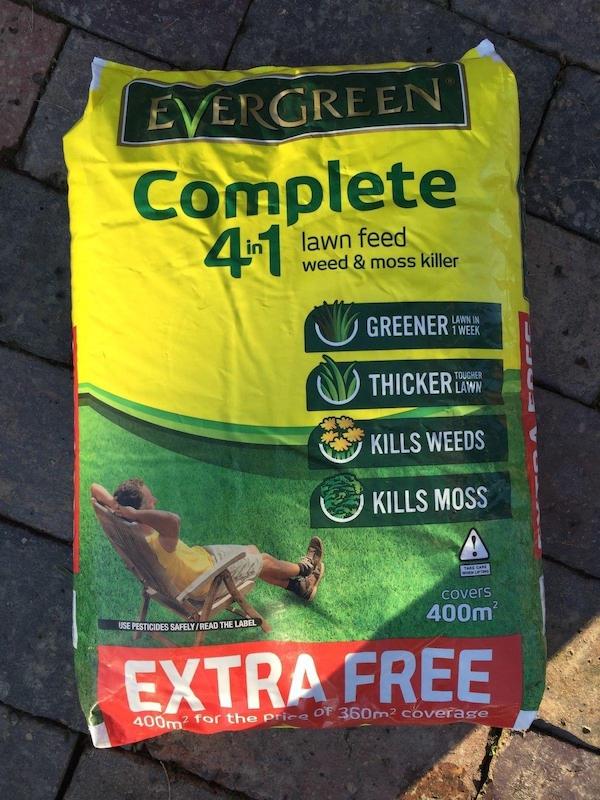 EVERGREEN®
Complete
4in1 lawn feed
weed & moss killer
GREENER LAWN IN 1 WEEK
THICKER TOUGHER LAWN
KILLS WEEDS
KILLS MOSS
TAKE CARE
WHEN LIFTING
covers
400m²
USE PESTICIDES SAFELY/READ THE LABEL
EXTRA FREE
400m² for the price of 360m² coverage
EXTRA FREE